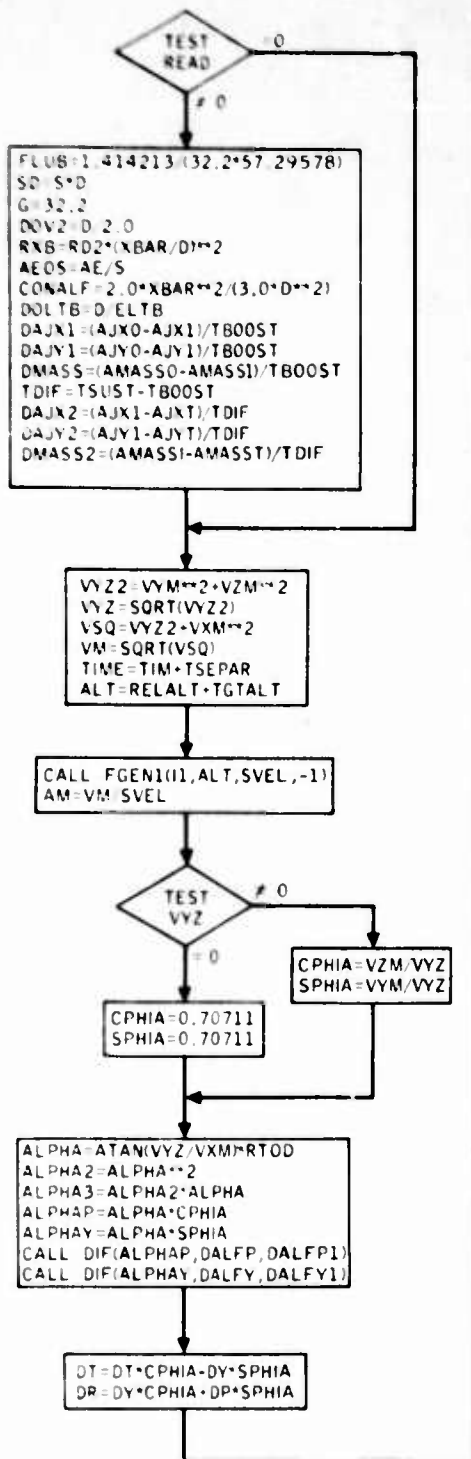 TEST
READ
=0
≠ 0
FLUB=1.414213/(32.2*57.29578)
SD=S*D
G=32.2
DOV2=D/2.0
RXB=RD2*(XBAR/D)**2
AEOS=AE/S
CONALF=2.0*XBAR**2/(3.0*D**2)
DOLTB=D/ELTB
DAJX1=(AJX0-AJX1)/TBOOST
DAJY1=(AJY0-AJY1)/TBOOST
DMASS=(AMASS0-AMASS1)/TBOOST
TDIF=TSUST-TBOOST
DAJX2=(AJX1-AJXT)/TDIF
DAJY2=(AJY1-AJYT)/TDIF
DMASS2=(AMASS1-AMASST)/TDIF
VYZ2=VYM**2+VZM**2
VYZ=SQRT(VYZ2)
VSQ=VYZ2+VXM**2
VM=SQRT(VSQ)
TIME=TIM+TSEPAR
ALT=RELALT+TGTALT
CALL FGEN1(I1,ALT,SVEL,-1)
AM=VM/SVEL
TEST
VYZ
≠ 0
= 0
CPHIA=VZM/VYZ
SPHIA=VYM/VYZ
CPHIA=0.70711
SPHIA=0.70711
ALPHA=ATAN(VYZ/VXM)*RTOD
ALPHA2=ALPHA**2
ALPHA3=ALPHA2*ALPHA
ALPHAP=ALPHA*CPHIA
ALPHAY=ALPHA*SPHIA
CALL DIF(ALPHAP,DALFP,DALFP1)
CALL DIF(ALPHAY,DALFY,DALFY1)
DT=DT*CPHIA-DY*SPHIA
DR=DY*CPHIA+DP*SPHIA